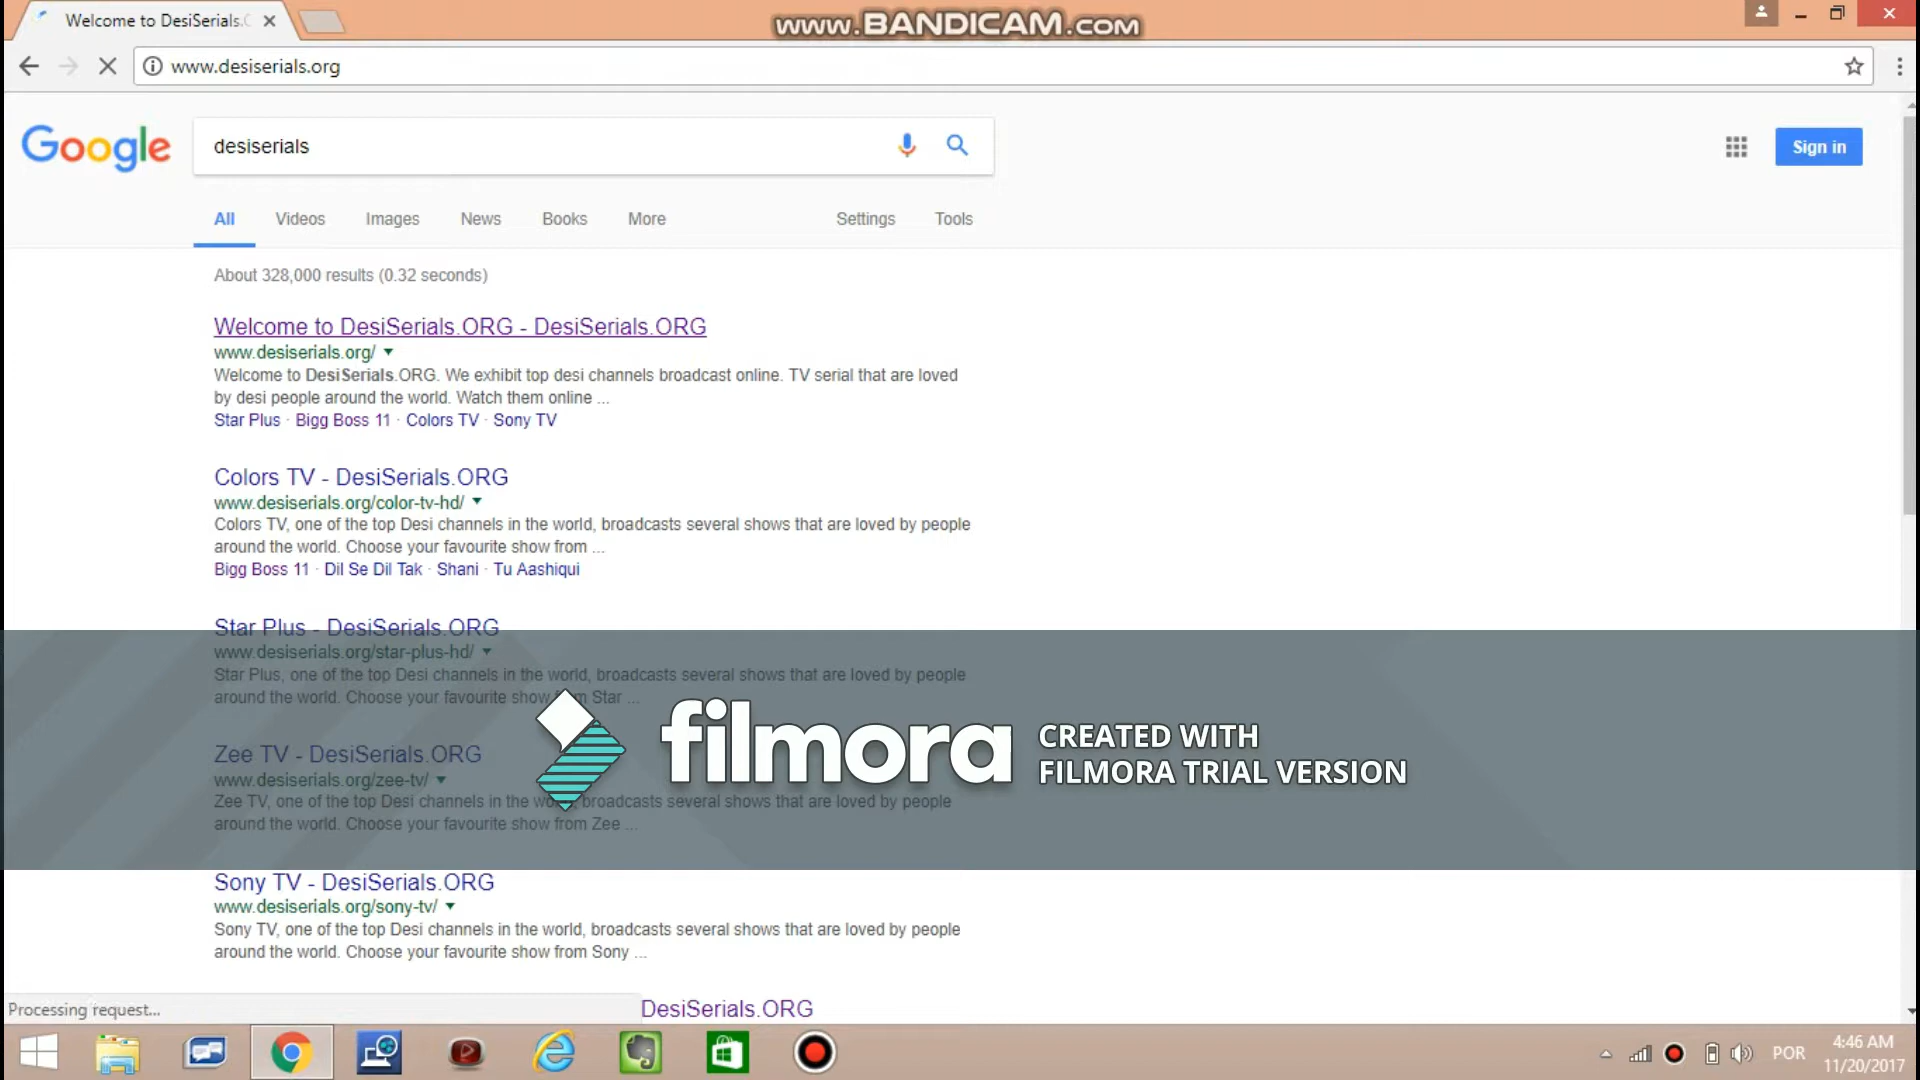 Welcome to DesiSerials.
www.BANDICAM.com
www.desiserials.org
Google
desiserials
Sign in
All Videos Images News Books More Settings Tools
About 328,000 results (0.32 seconds)
Welcome to DesiSerials.ORG - DesiSerials.ORG
www.desiserials.org/
Welcome to DesiSerials.ORG. We exhibit top desi channels broadcast online. TV serial that are loved
by desi people around the world. Watch them online ...
Star Plus · Bigg Boss 11 · Colors TV · Sony TV
Colors TV - DesiSerials.ORG
www.desiserials.org/color-tv-hd/
Colors TV, one of the top Desi channels in the world, broadcasts several shows that are loved by people
around the world. Choose your favourite show from ...
Bigg Boss 11 · Dil Se Dil Tak · Shani · Tu Aashiqui
Star Plus - DesiSerials.ORG
www.desiserials.org/star-plus-hd/
Star Plus, one of the top Desi channels in the world, broadcasts several shows that are loved by people
around the world. Choose your favourite show Star ...
Zee TV - DesiSerials.ORG
www.desiserials.org/zee-tv/
Zee TV, one of the top Desi channels in the broadcasts several shows that are loved by people
around the world. Choose your favourite show from Zee ...
filmora
CREATED WITH
FILMORA TRIAL VERSION
Sony TV - DesiSerials.ORG
www.desiserials.org/sony-tv/
Sony TV, one of the top Desi channels in the world, broadcasts several shows that are loved by people
around the world. Choose your favourite show from Sony ...
Processing request...
DesiSerials.ORG
POR
4:46 AM
11/20/2017